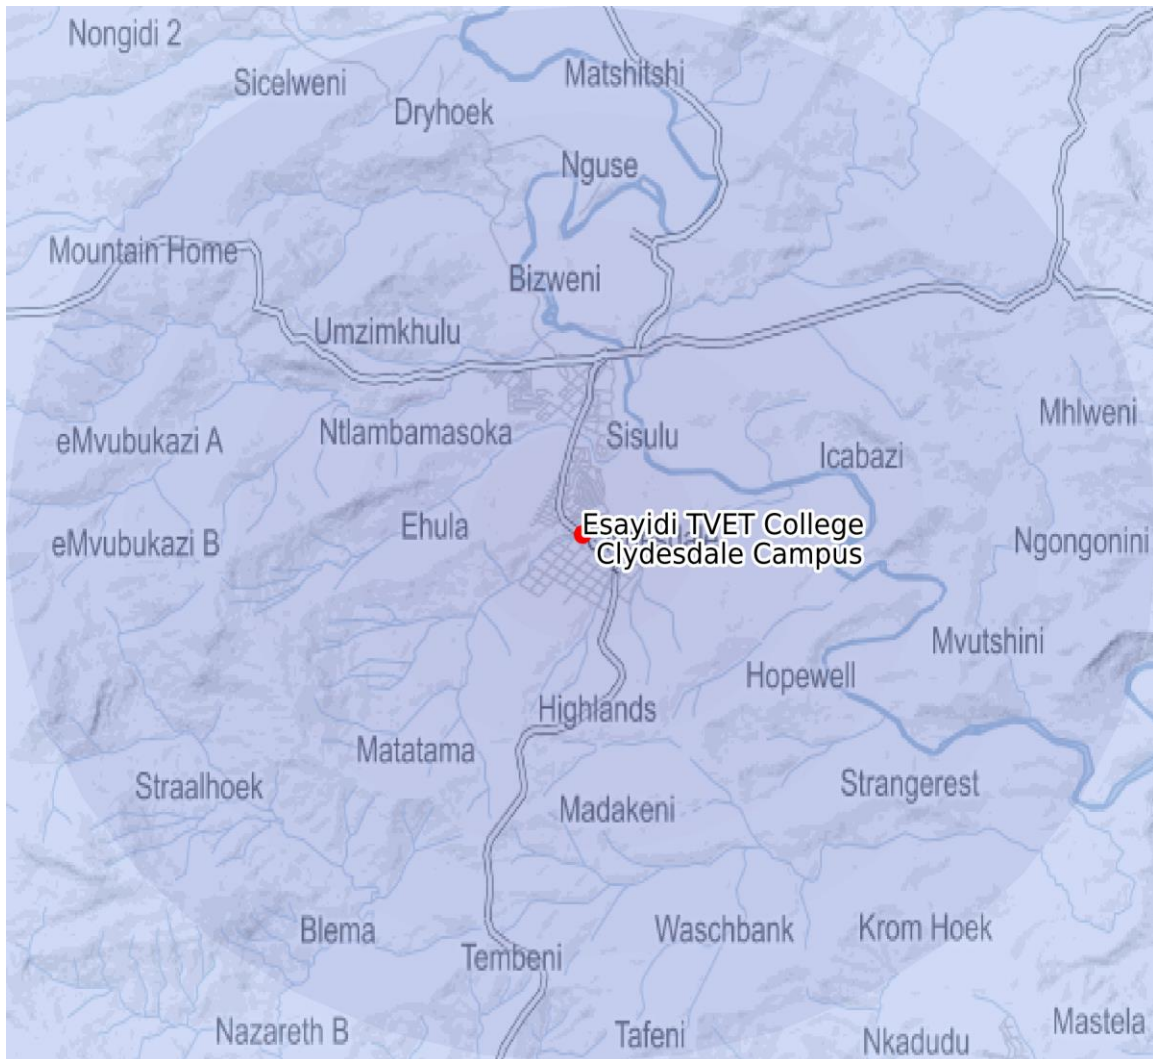 Nongidi 2
Matshitshi
Sicelweni
Dryhoek
Nguse
Mountain Home
Bizweni
Umzimkhulu
Mhlweni
Ntlambamasoka
Sisulu
eMvubukazi A
Icabazi
Ehula
Esayidi TVET College
eMvubukazi B
Ngongonini
Clydesdale Campus
Mvutshini
Hopewell
Highlands
Matatama
Straalhoek
Strangerest
Madakeni
Blema
Waschbank
Krom Hoek
Tembeni
Mastela
Nazareth B
Tafeni
Nkadudu